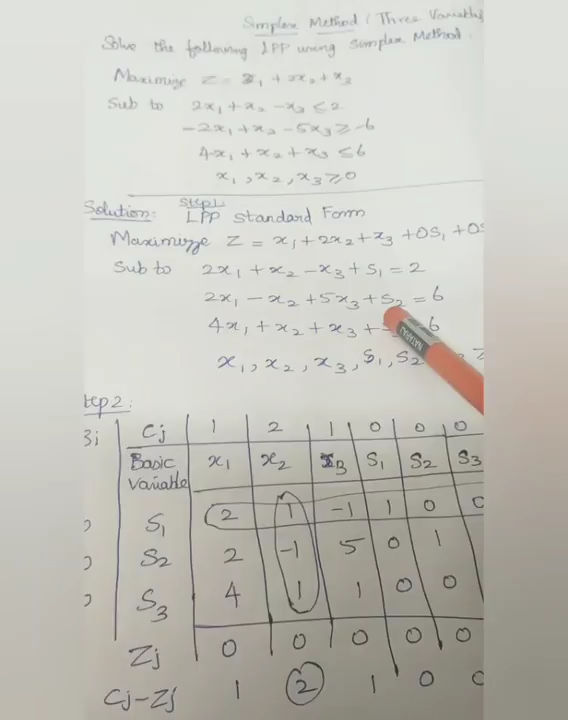 Simplex Method / Three Variables
Solve the following LPP using Simplex Method.
Maximize Z = x₁ + 2x₂ + x₃
Sub to 2x₁ + x₂ - x₃ ≤ 2
-2x₁ + x₂ - 5x₃ ≥ -6
4x₁ + x₂ + x₃ ≤ 6
x₁, x₂, x₃ ≥ 0
Solution: Step1: LPP Standard Form
Maximize Z = x₁ + 2x₂ + x₃ + 0S₁ + 0S
Sub to 2x₁ + x₂ - x₃ + S₁ = 2
2x₁ - x₂ + 5x₃ + S₂ = 6
4x₁ + x₂ + x₃ + 6
x₁, x₂, x₃, S₁, S₂
tep2:
Bi Cj 1 2 1 0 0 0
Basic Variable x₁ x₂ x₃ S₁ S₂ S₃
S₁ 2 1 -1 1 0 0
S₂ 2 -1 5 0 1
S₃ 4 1 1 0 0
Zj 0 0 0 0 0
Cj-Zj 1 2 1 0 0
NATARAJ